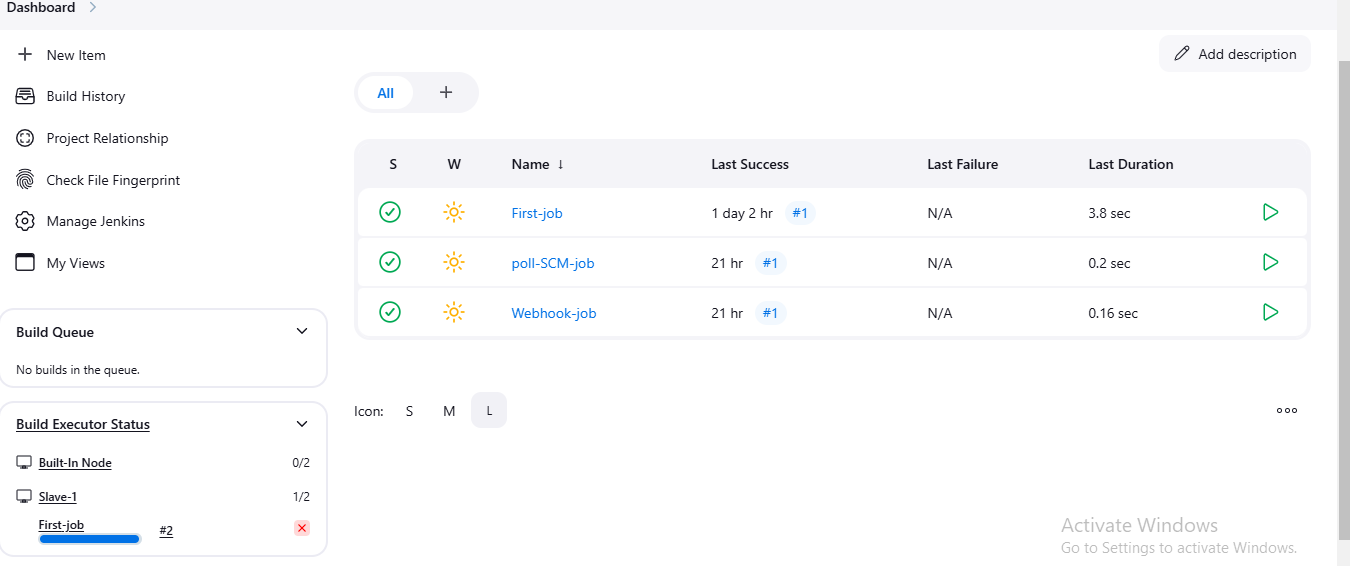 Dashboard
New Item
Build History
Project Relationship
Check File Fingerprint
Manage Jenkins
My Views
Build Queue
No builds in the queue.
Build Executor Status
Built-In Node 0/2
Slave-1 1/2
First-job #2
Add description
All +
S W Name ↓ Last Success Last Failure Last Duration
First-job 1 day 2 hr #1 N/A 3.8 sec
poll-SCM-job 21 hr #1 N/A 0.2 sec
Webhook-job 21 hr #1 N/A 0.16 sec
Icon: S M L
Activate Windows
Go to Settings to activate Windows.